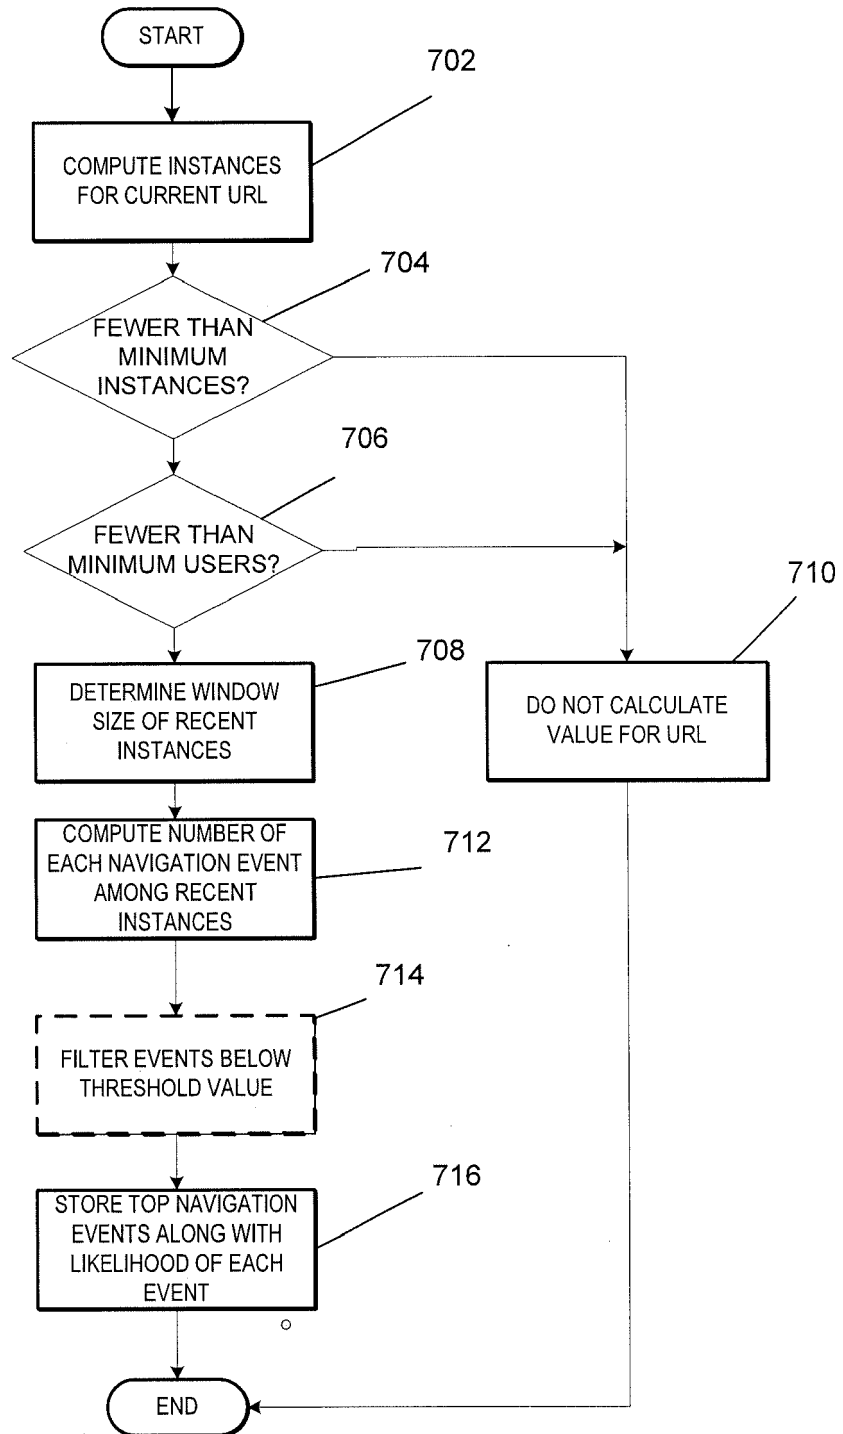 START
702
COMPUTE INSTANCES
FOR CURRENT URL
704
FEWER THAN
MINIMUM
INSTANCES?
706
FEWER THAN
MINIMUM USERS?
710
708
DETERMINE WINDOW
SIZE OF RECENT
INSTANCES
DO NOT CALCULATE
VALUE FOR URL
COMPUTE NUMBER OF
EACH NAVIGATION EVENT
AMONG RECENT
INSTANCES
712
714
FILTER EVENTS BELOW
THRESHOLD VALUE
716
STORE TOP NAVIGATION
EVENTS ALONG WITH
LIKELIHOOD OF EACH
EVENT
END